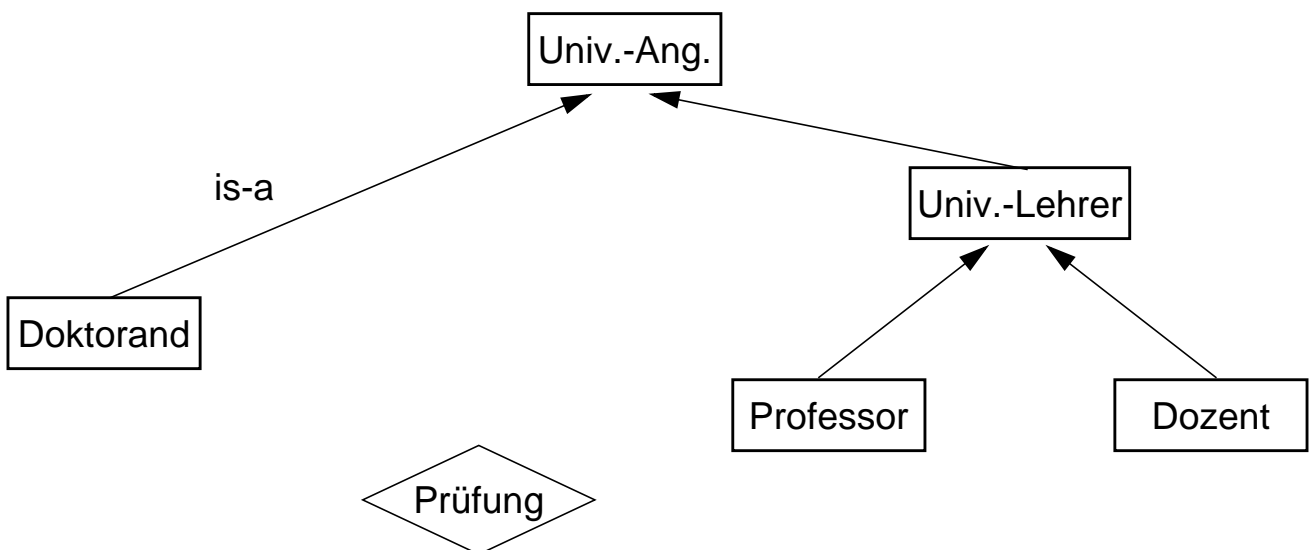 Univ.-Ang.
is-a
Univ.-Lehrer
Doktorand
Professor
Dozent
Prüfung